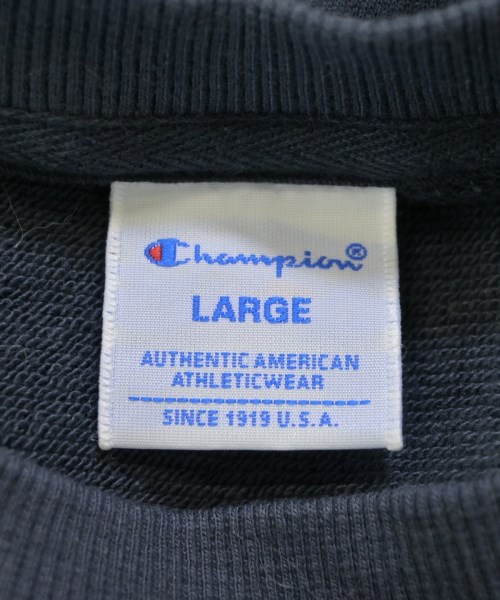 Champion®
LARGE
AUTHENTIC AMERICAN
ATHLETICWEAR
SINCE 1919 U.S.A.